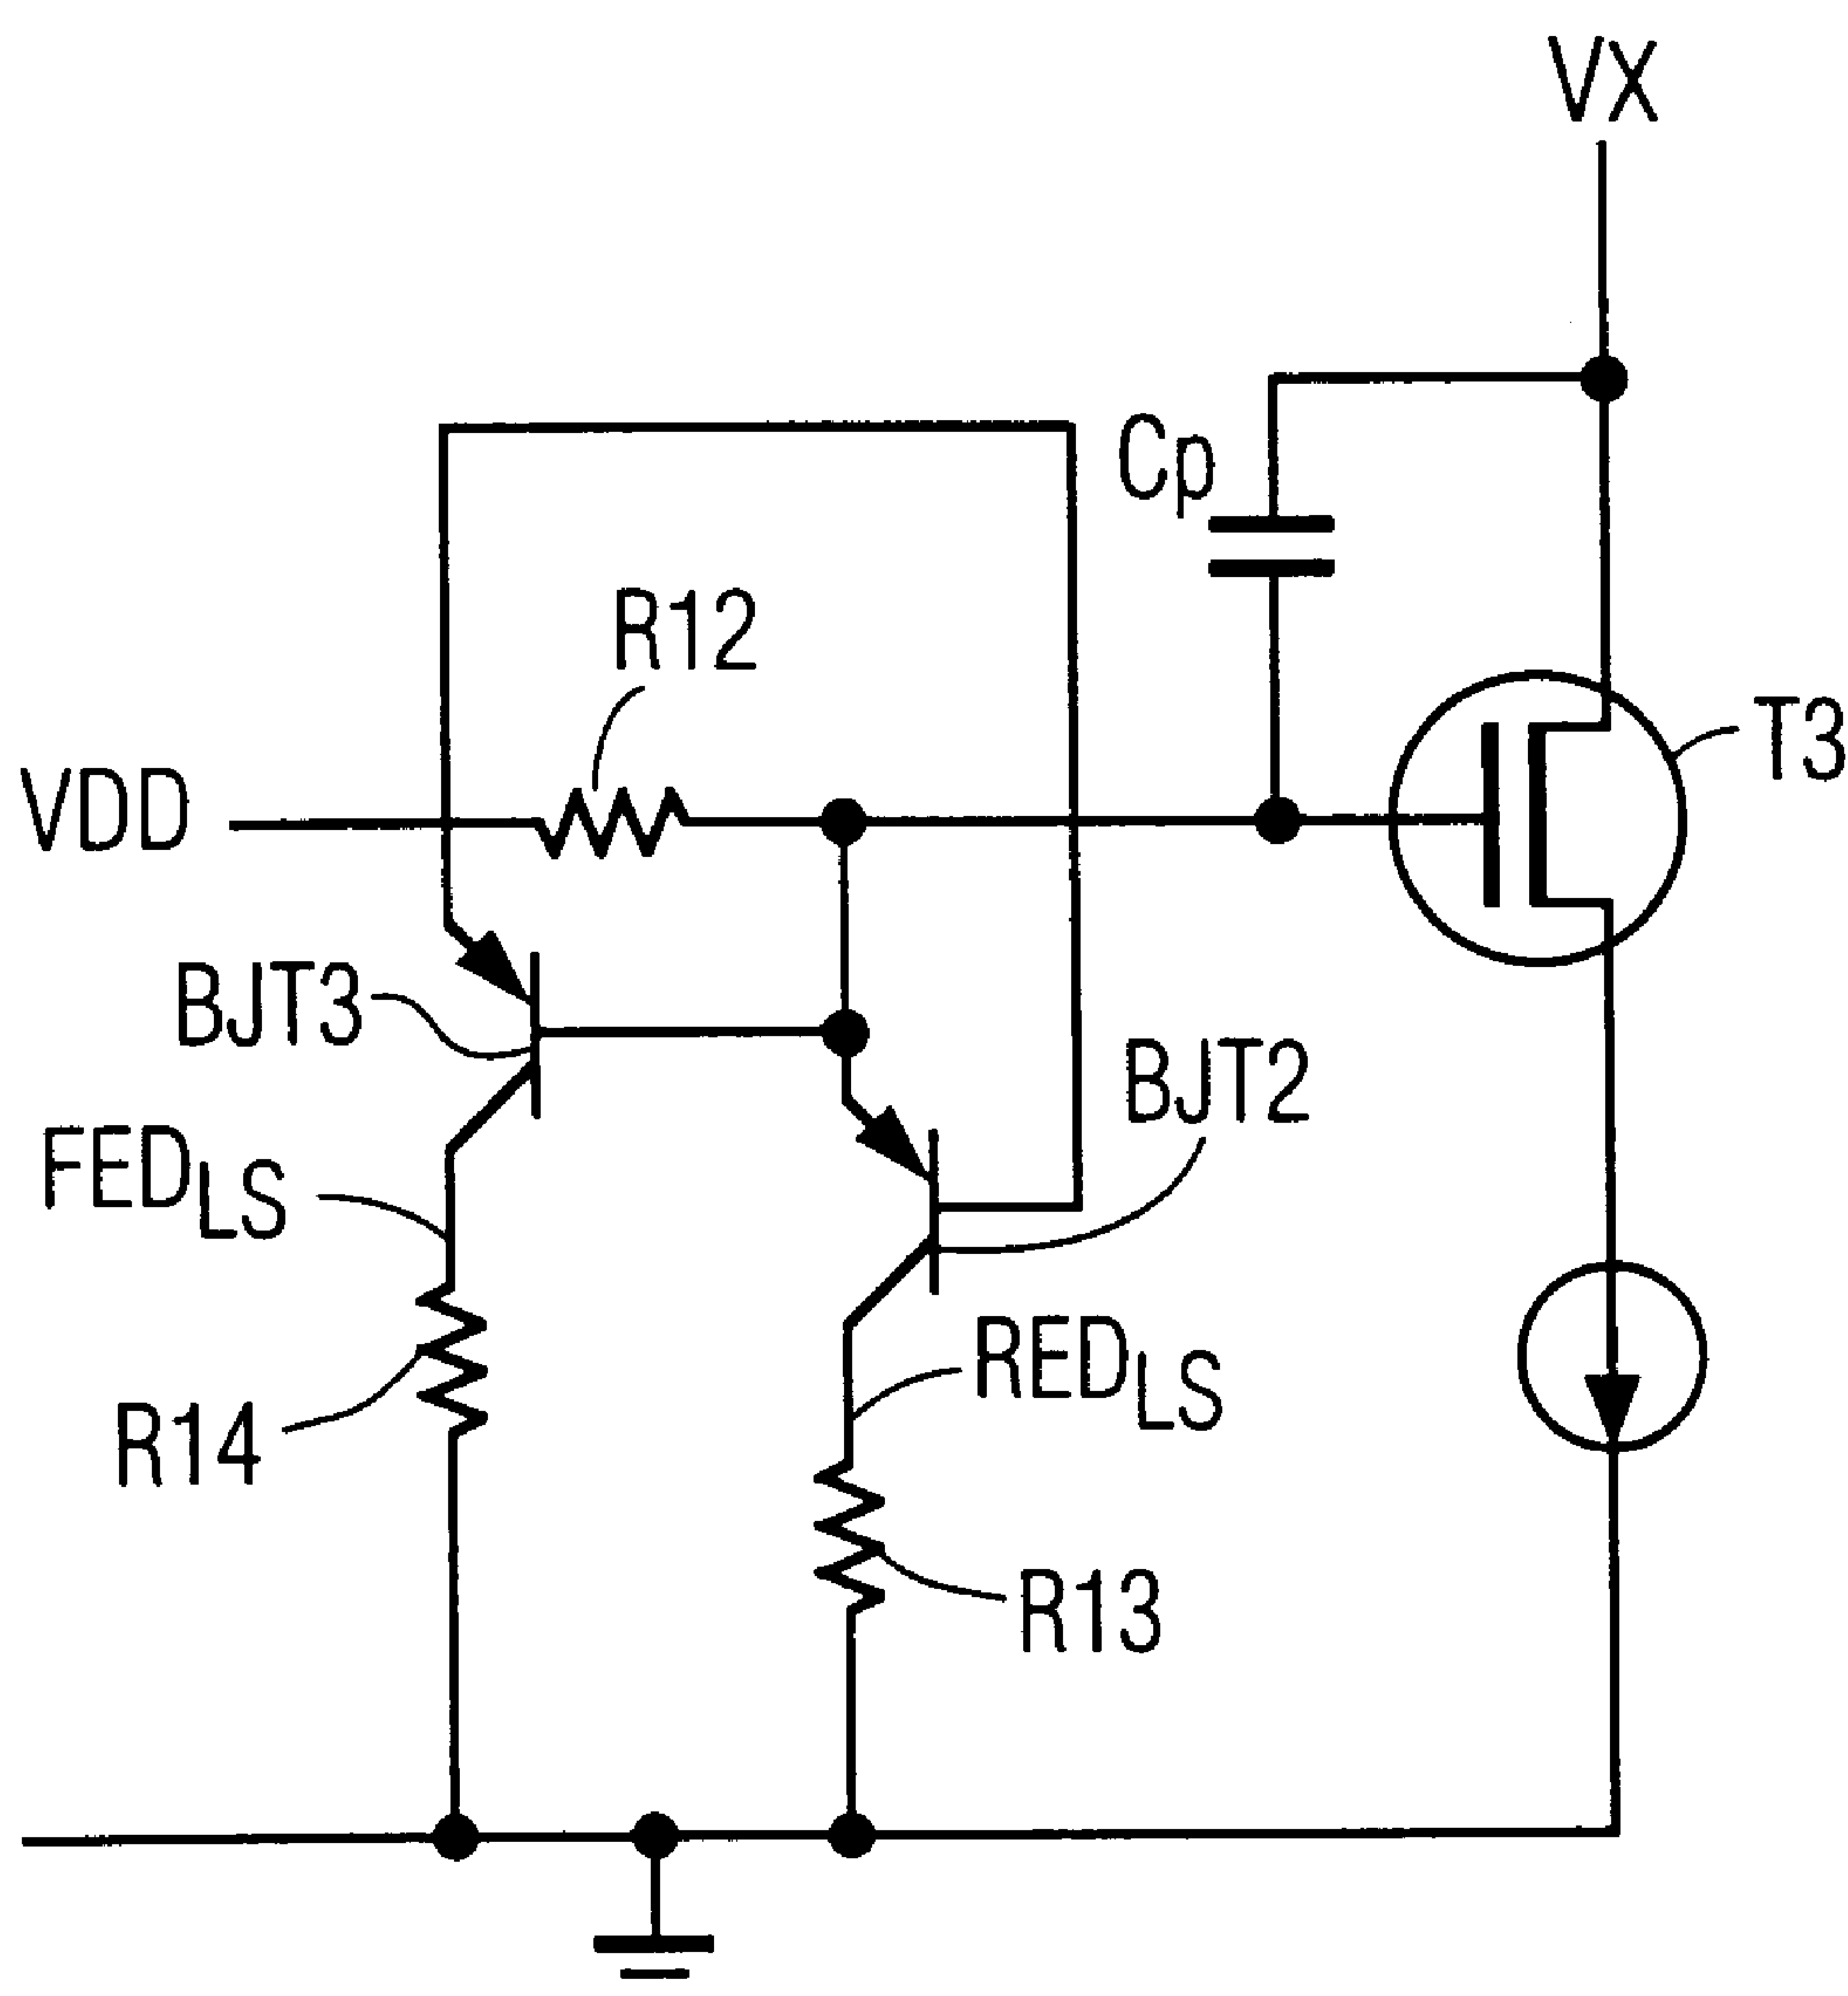 VX
Cp
R12
T3
VDD
BJT3
BJT2
FEDLS
REDLS
R14
R13